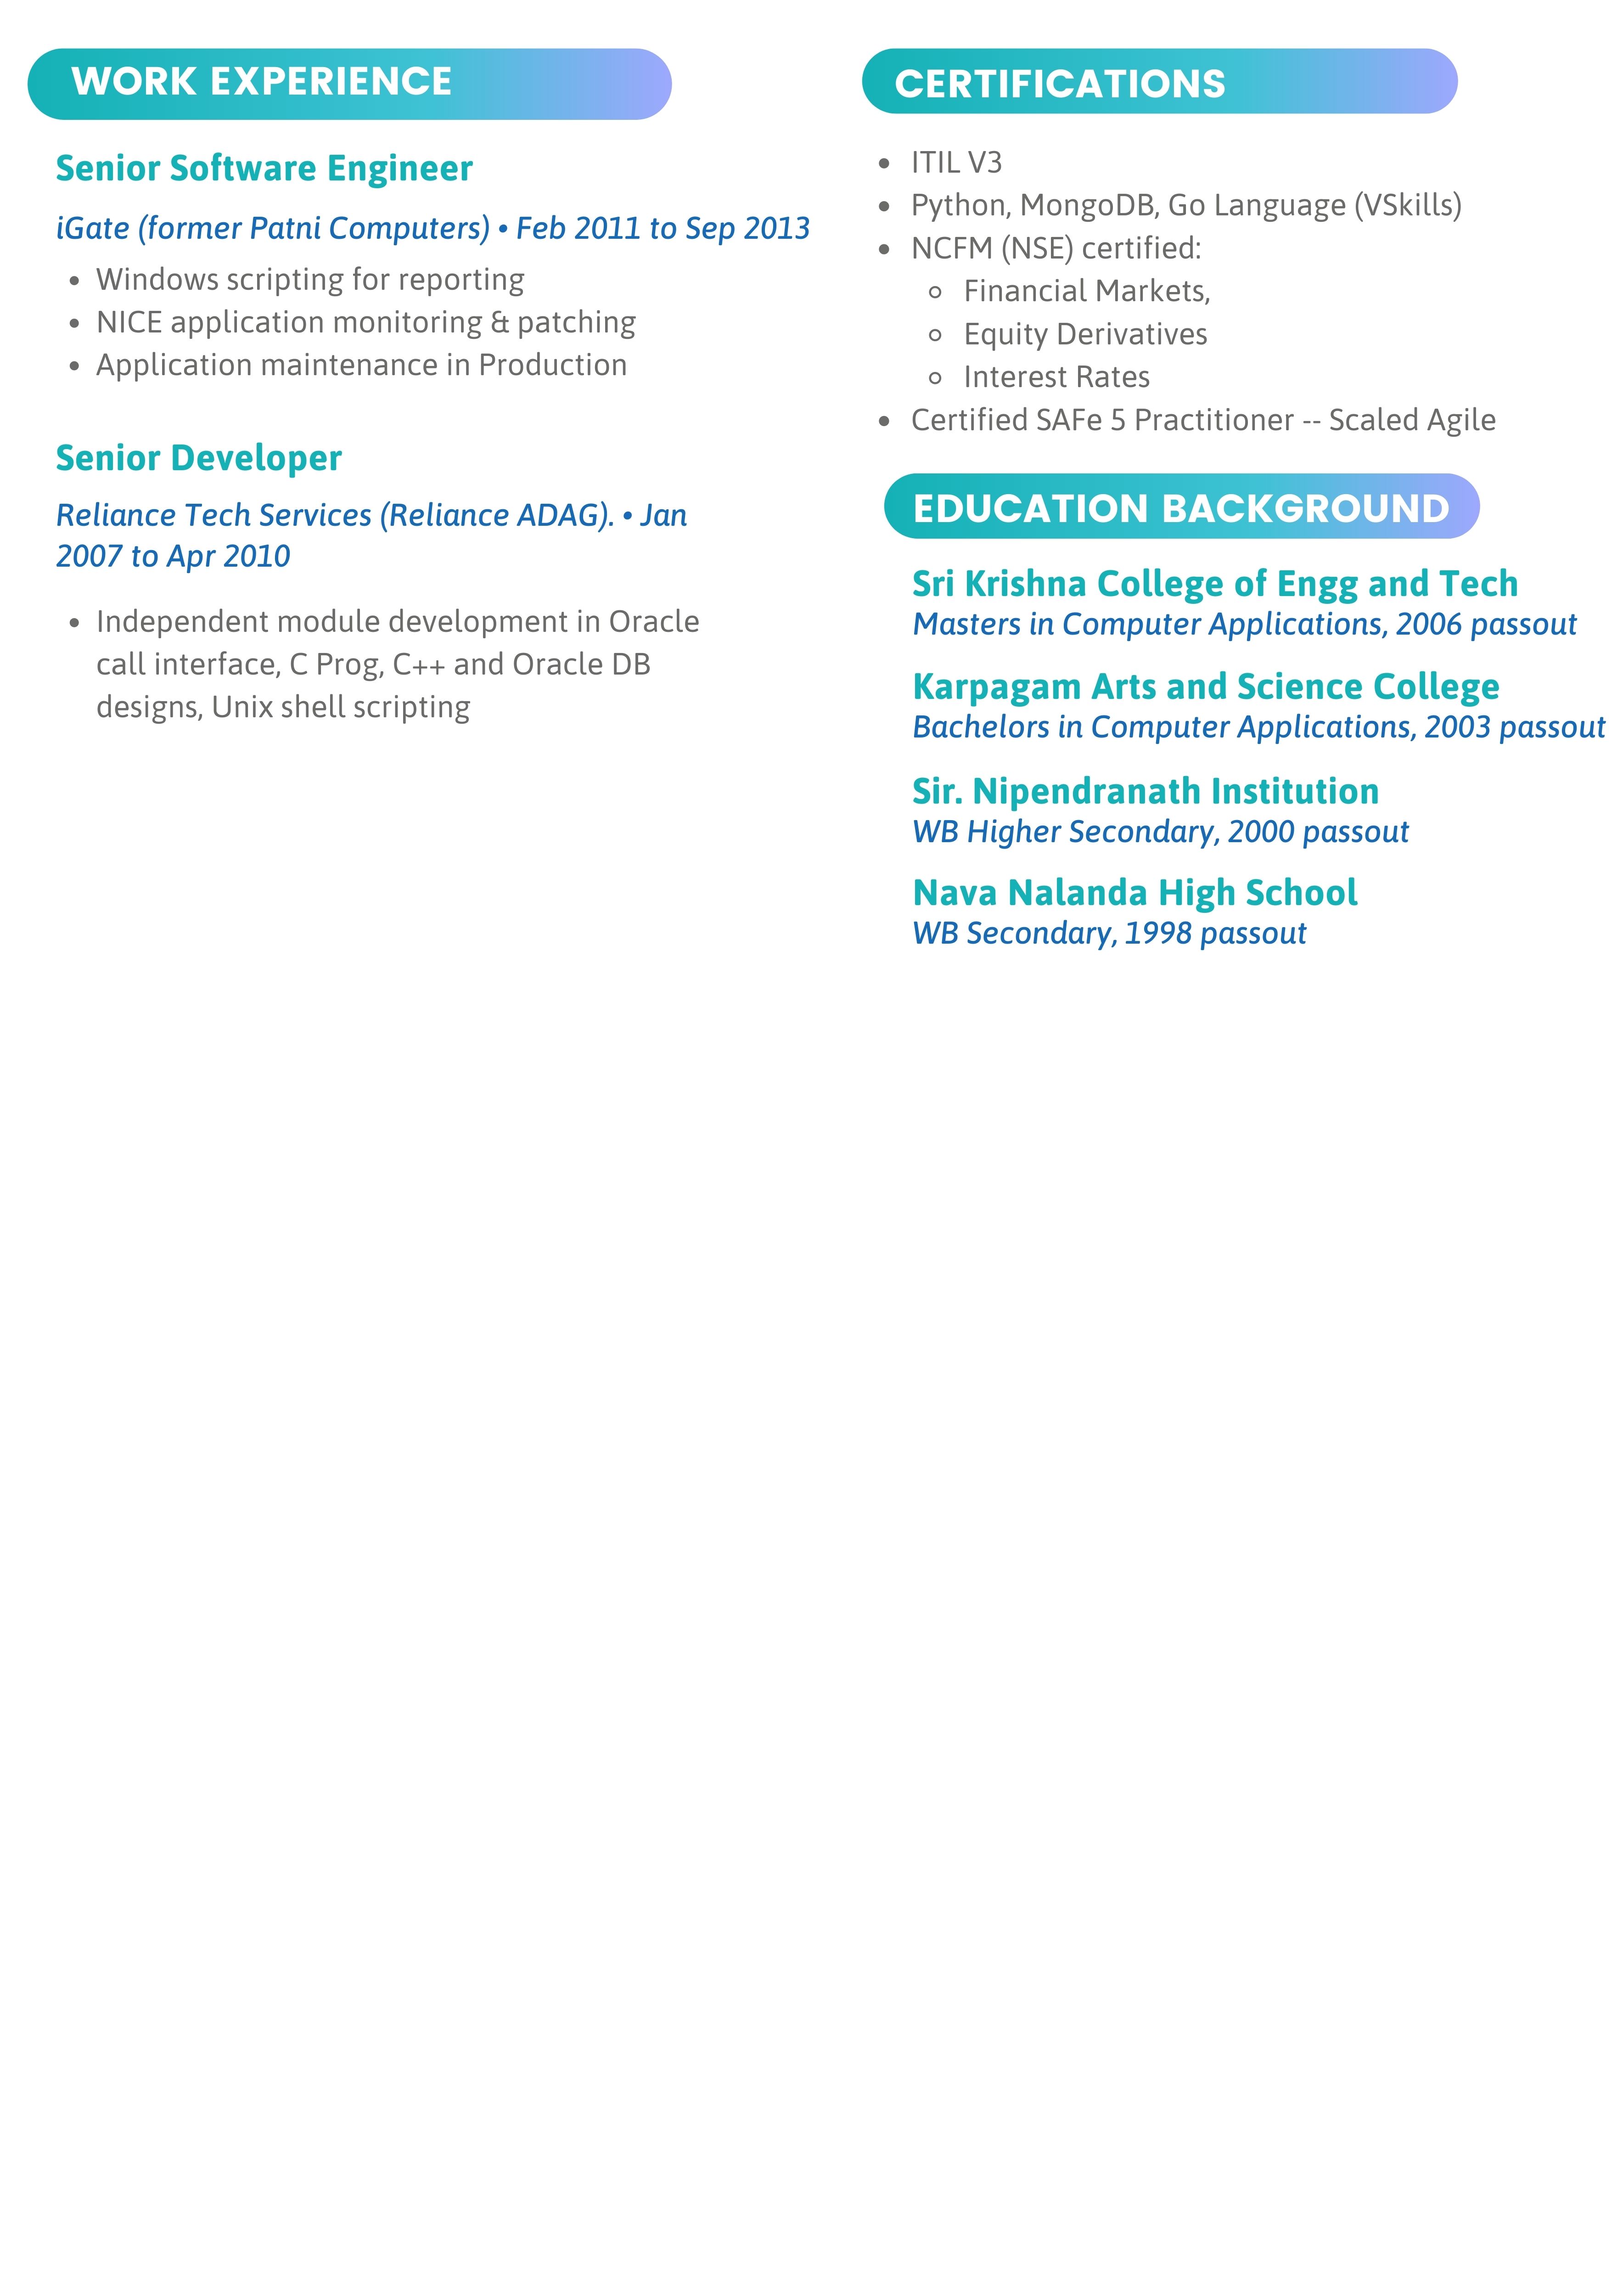 WORK EXPERIENCE
Senior Software Engineer
iGate (former Patni Computers) • Feb 2011 to Sep 2013
• Windows scripting for reporting
• NICE application monitoring & patching
• Application maintenance in Production
Senior Developer
Reliance Tech Services (Reliance ADAG). • Jan
2007 to Apr 2010
• Independent module development in Oracle
call interface, C Prog, C++ and Oracle DB
designs, Unix shell scripting
CERTIFICATIONS
• ITIL V3
• Python, MongoDB, Go Language (VSkills)
• NCFM (NSE) certified:
◦ Financial Markets,
◦ Equity Derivatives
◦ Interest Rates
• Certified SAFe 5 Practitioner -- Scaled Agile
EDUCATION BACKGROUND
Sri Krishna College of Engg and Tech
Masters in Computer Applications, 2006 passout
Karpagam Arts and Science College
Bachelors in Computer Applications, 2003 passout
Sir. Nipendranath Institution
WB Higher Secondary, 2000 passout
Nava Nalanda High School
WB Secondary, 1998 passout